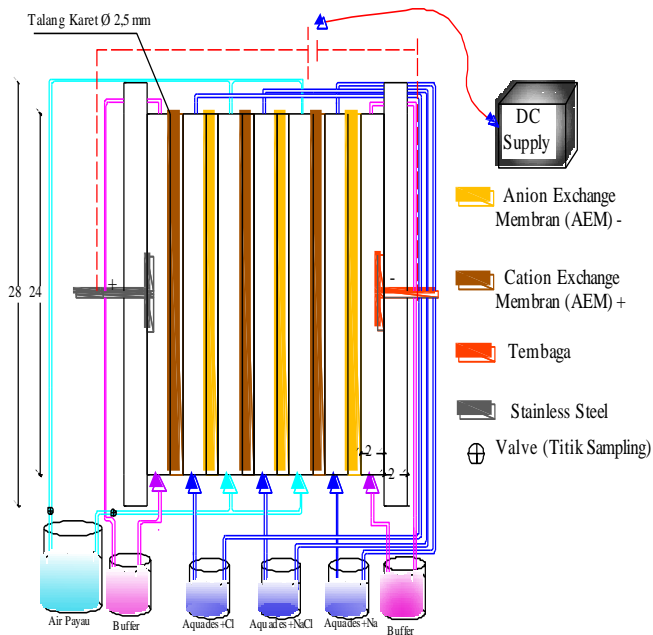 Talang Karet Ø 2,5 mm
DC
Supply
Anion Exchange
Membran (AEM) -
Cation Exchange
Membran (AEM) +
Tembaga
Stainless Steel
Valve (Titik Sampling)
+
-
28
24
2
2
Air Payau
Buffer
Aquades+Cl
Aquades+NaCl
Aquades+Na
Buffer